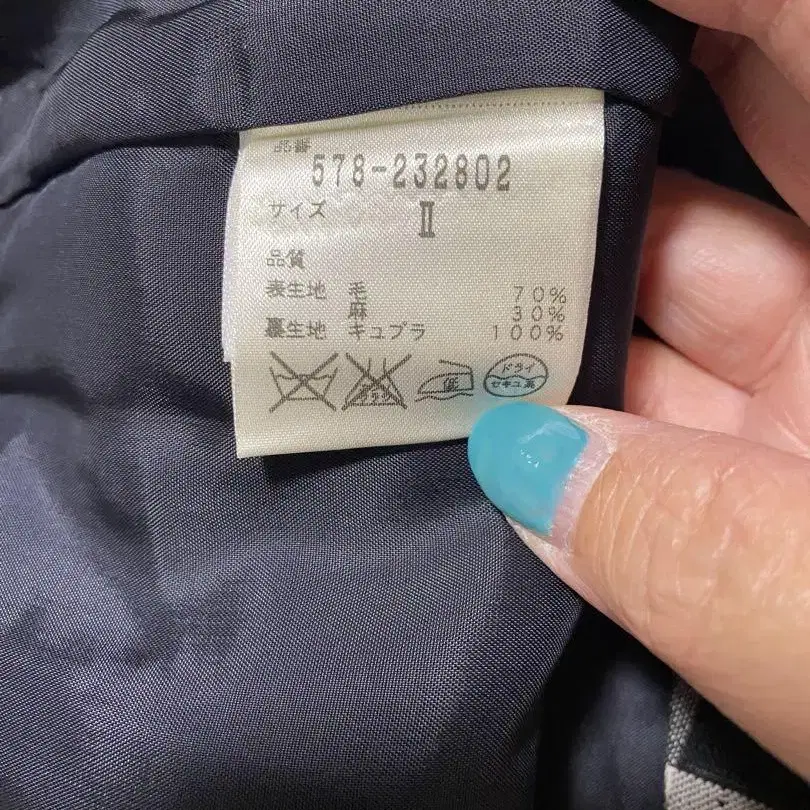 品番
578-232802
サイズ II
品質
表生地 毛 70%
麻 30%
裏生地 キュプラ 100%
低
ドライ
セキユ系